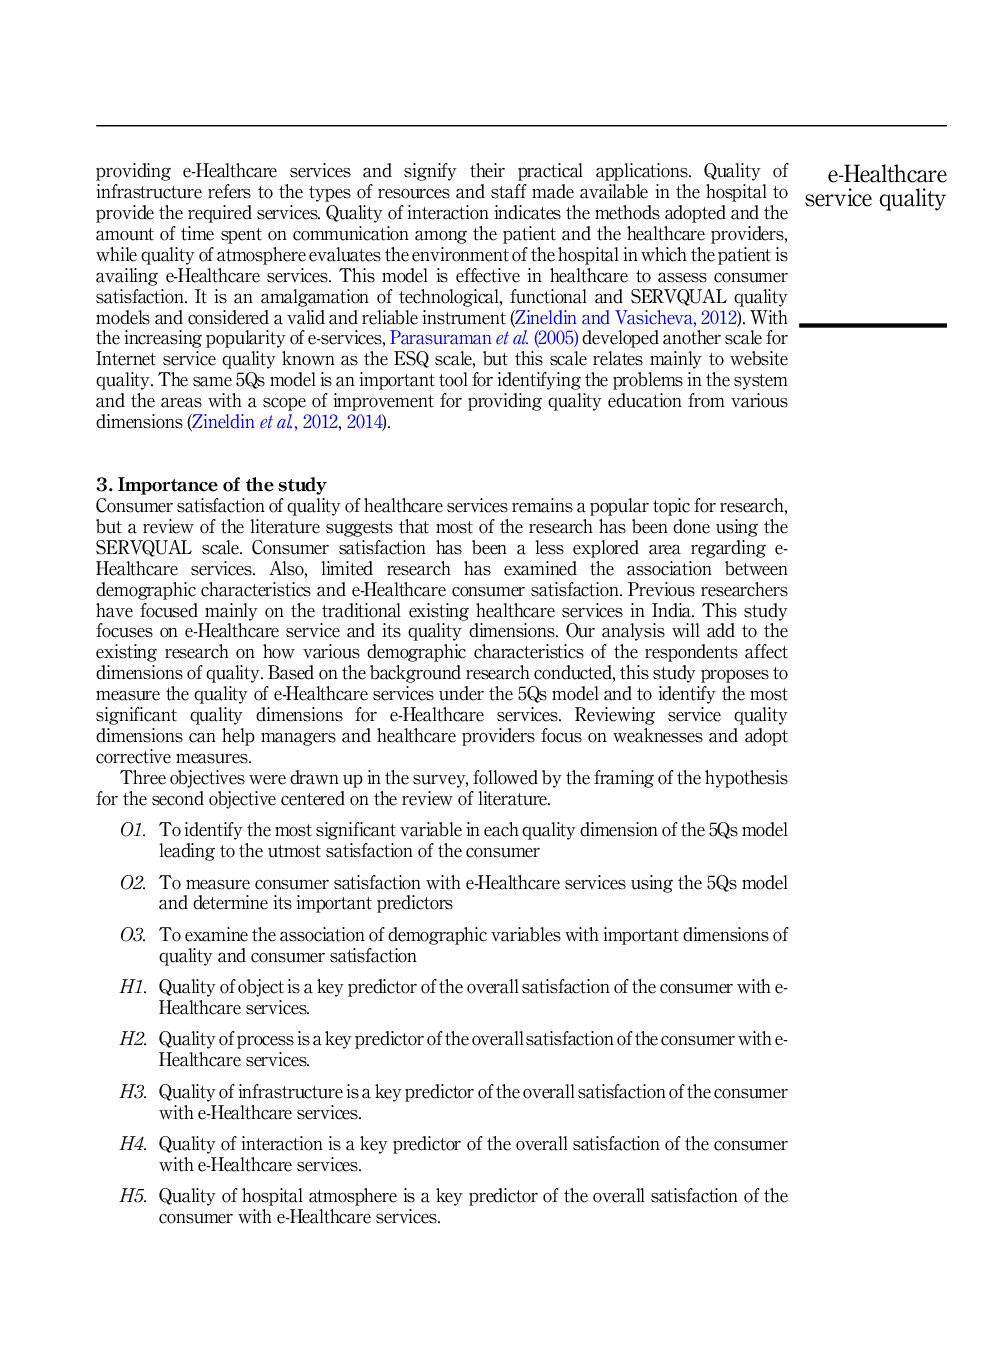 providing e-Healthcare services and signify their practical applications. Quality of
infrastructure refers to the types of resources and staff made available in the hospital to
provide the required services. Quality of interaction indicates the methods adopted and the
amount of time spent on communication among the patient and the healthcare providers,
while quality of atmosphere evaluates the environment of the hospital in which the patient is
availing e-Healthcare services. This model is effective in healthcare to assess consumer
satisfaction. It is an amalgamation of technological, functional and SERVQUAL quality
models and considered a valid and reliable instrument (Zineldin and Vasicheva, 2012). With
the increasing popularity of e-services, Parasuraman et al. (2005) developed another scale for
Internet service quality known as the ESQ scale, but this scale relates mainly to website
quality. The same 5Qs model is an important tool for identifying the problems in the system
and the areas with a scope of improvement for providing quality education from various
dimensions (Zineldin et al., 2012, 2014).
e-Healthcare
service quality
3. Importance of the study
Consumer satisfaction of quality of healthcare services remains a popular topic for research,
but a review of the literature suggests that most of the research has been done using the
SERVQUAL scale. Consumer satisfaction has been a less explored area regarding e-
Healthcare services. Also, limited research has examined the association between
demographic characteristics and e-Healthcare consumer satisfaction. Previous researchers
have focused mainly on the traditional existing healthcare services in India. This study
focuses on e-Healthcare service and its quality dimensions. Our analysis will add to the
existing research on how various demographic characteristics of the respondents affect
dimensions of quality. Based on the background research conducted, this study proposes to
measure the quality of e-Healthcare services under the 5Qs model and to identify the most
significant quality dimensions for e-Healthcare services. Reviewing service quality
dimensions can help managers and healthcare providers focus on weaknesses and adopt
corrective measures.
Three objectives were drawn up in the survey, followed by the framing of the hypothesis
for the second objective centered on the review of literature.
O1. To identify the most significant variable in each quality dimension of the 5Qs model
leading to the utmost satisfaction of the consumer
O2. To measure consumer satisfaction with e-Healthcare services using the 5Qs model
and determine its important predictors
O3. To examine the association of demographic variables with important dimensions of
quality and consumer satisfaction
H1. Quality of object is a key predictor of the overall satisfaction of the consumer with e-
Healthcare services.
H2. Quality of process is a key predictor of the overall satisfaction of the consumer with e-
Healthcare services.
H3. Quality of infrastructure is a key predictor of the overall satisfaction of the consumer
with e-Healthcare services.
H4. Quality of interaction is a key predictor of the overall satisfaction of the consumer
with e-Healthcare services.
H5. Quality of hospital atmosphere is a key predictor of the overall satisfaction of the
consumer with e-Healthcare services.